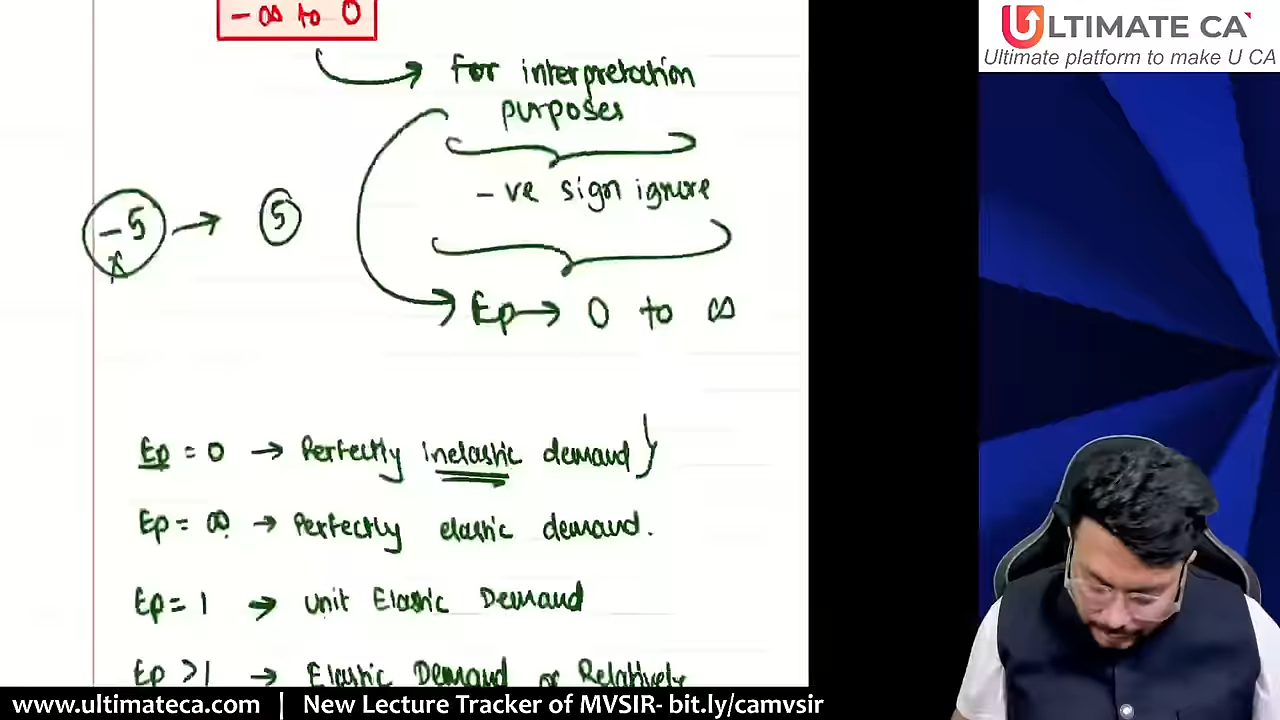 -∞ to 0
ULTIMATE CA
Ultimate platform to make U CA
For interpretation
purposes
-ve sign ignore
-5 → 5
x
Ep → 0 to ∞
Ep = 0 → Perfectly inelastic demand }
Ep = ∞ → Perfectly elastic demand.
Ep = 1 → Unit Elastic Demand
Ep >1 → Elastic Demand or Relatively
www.ultimateca.com | New Lecture Tracker of MVSIR- bit.ly/camvsir